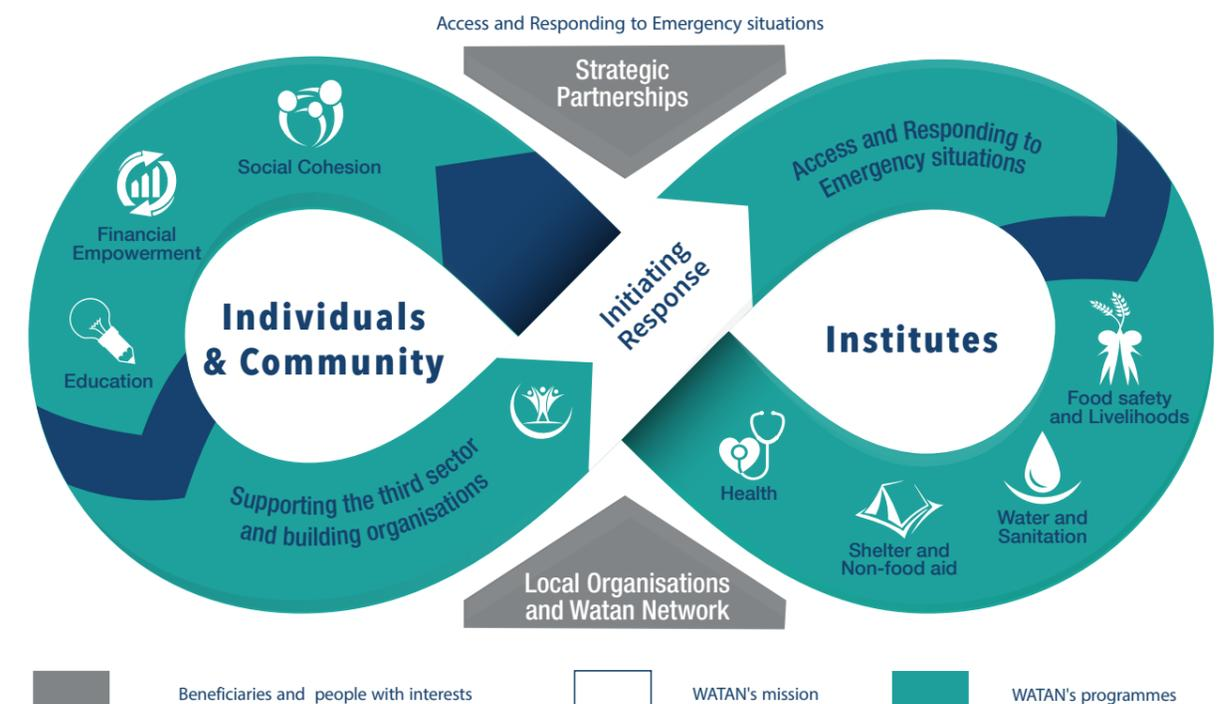 Access and Responding to Emergency situations
Strategic
Partnerships
Social Cohesion
Financial
Empowerment
Education
Individuals
& Community
Supporting the third sector
and building organisations
Initiating
Response
Access and Responding to
Emergency situations
Institutes
Food safety
and Livelihoods
Water and
Sanitation
Shelter and
Non-food aid
Health
Local Organisations
and Watan Network
Beneficiaries and people with interests
WATAN's mission
WATAN's programmes